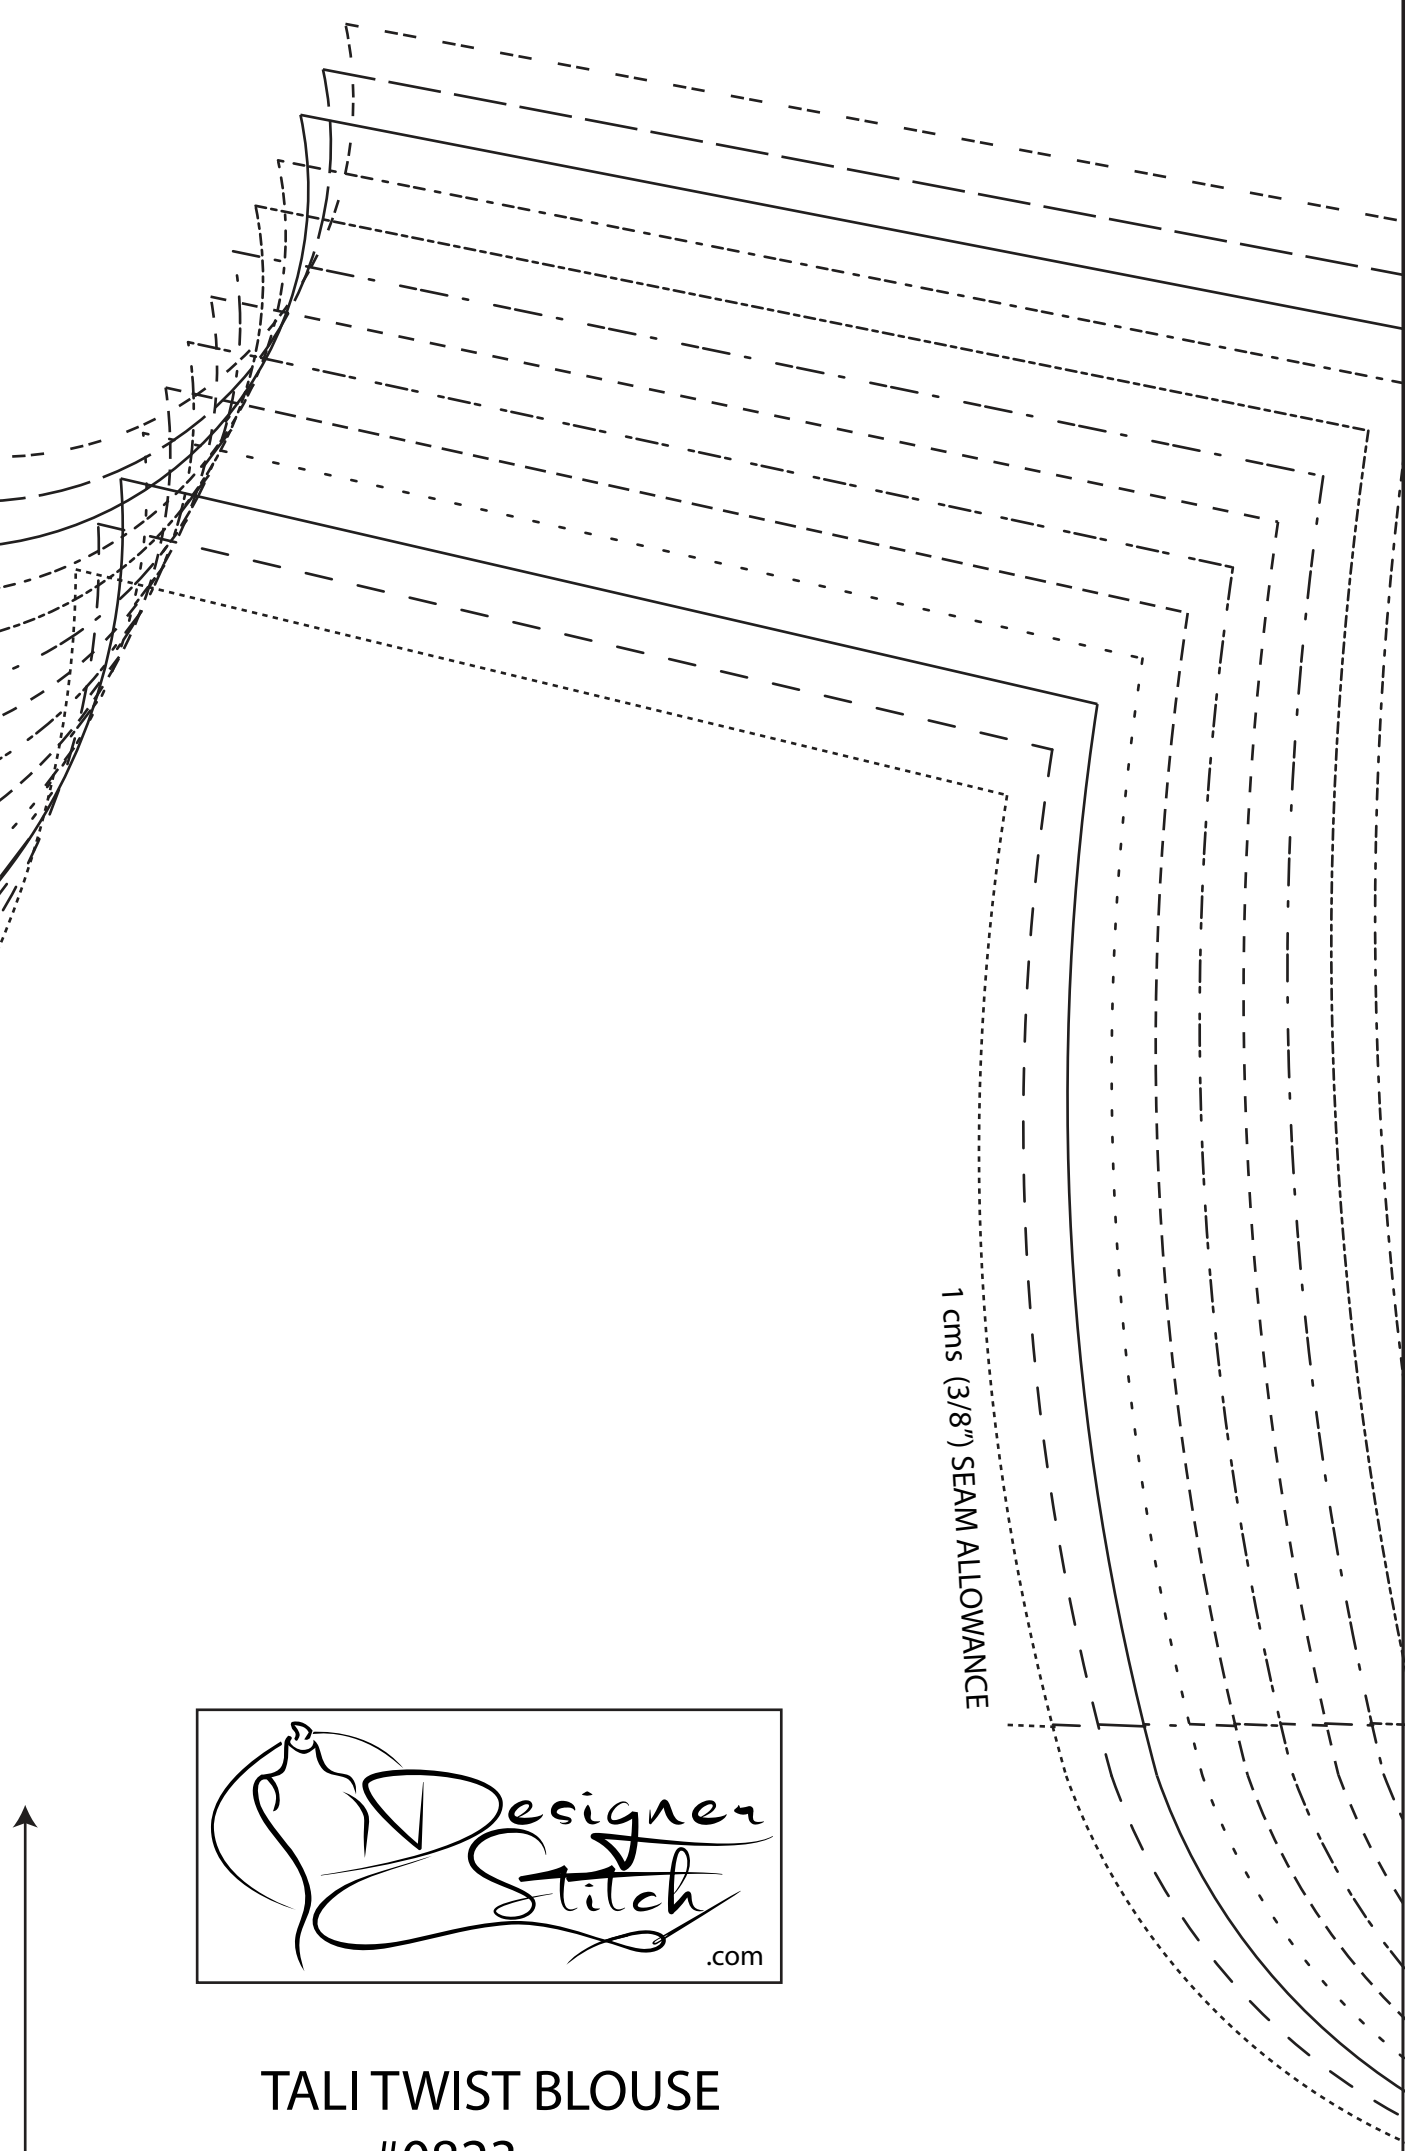 1 cms (3/8") SEAM ALLOWANCE
Designer
Stitch
.com
TALI TWIST BLOUSE